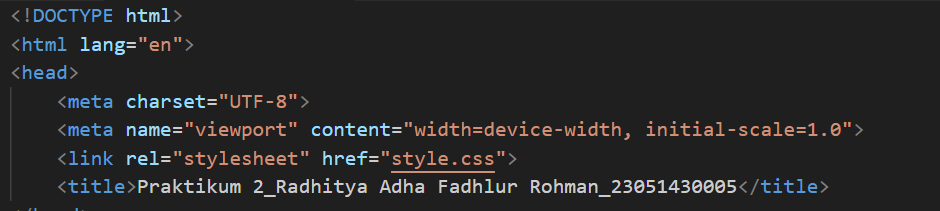 <!DOCTYPE html>
<html lang="en">
<head>
    <meta charset="UTF-8">
    <meta name="viewport" content="width=device-width, initial-scale=1.0">
    <link rel="stylesheet" href="style.css">
    <title>Praktikum 2_Radhitya Adha Fadhlur Rohman_23051430005</title>